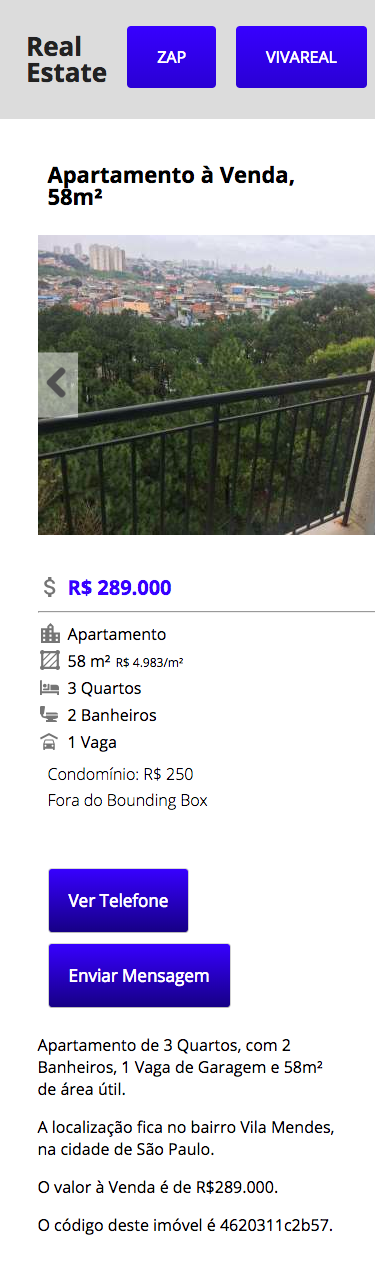 Real
Estate
ZAP
VIVAREAL
Apartamento à Venda,
58m²
R$ 289.000
Apartamento
58 m² R$ 4.983/m²
3 Quartos
2 Banheiros
1 Vaga
Condomínio: R$ 250
Fora do Bounding Box
Ver Telefone
Enviar Mensagem
Apartamento de 3 Quartos, com 2
Banheiros, 1 Vaga de Garagem e 58m²
de área útil.
A localização fica no bairro Vila Mendes,
na cidade de São Paulo.
O valor à Venda é de R$289.000.
O código deste imóvel é 4620311c2b57.